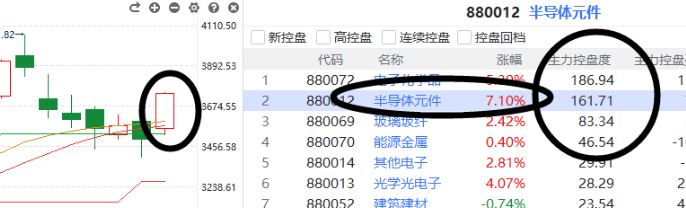 .82→
4110.50
3892.53
3674.55
3456.58
3238.61
880012 半导体元件
新控盘 高控盘 连续控盘 控盘回档
代码 名称 涨幅 主力控盘度 主力控盘
1 880072 电子化学品 186.94 1
2 880012 半导体元件 7.10% 161.71
3 880069 玻璃玻纤 2.42% 83.34
4 880070 能源金属 0.40% 46.54 -10
5 880014 其他电子 2.81% 29.91
6 880013 光学光电子 4.07% 28.29 2
7 880052 建筑建材 -0.74% 23.54